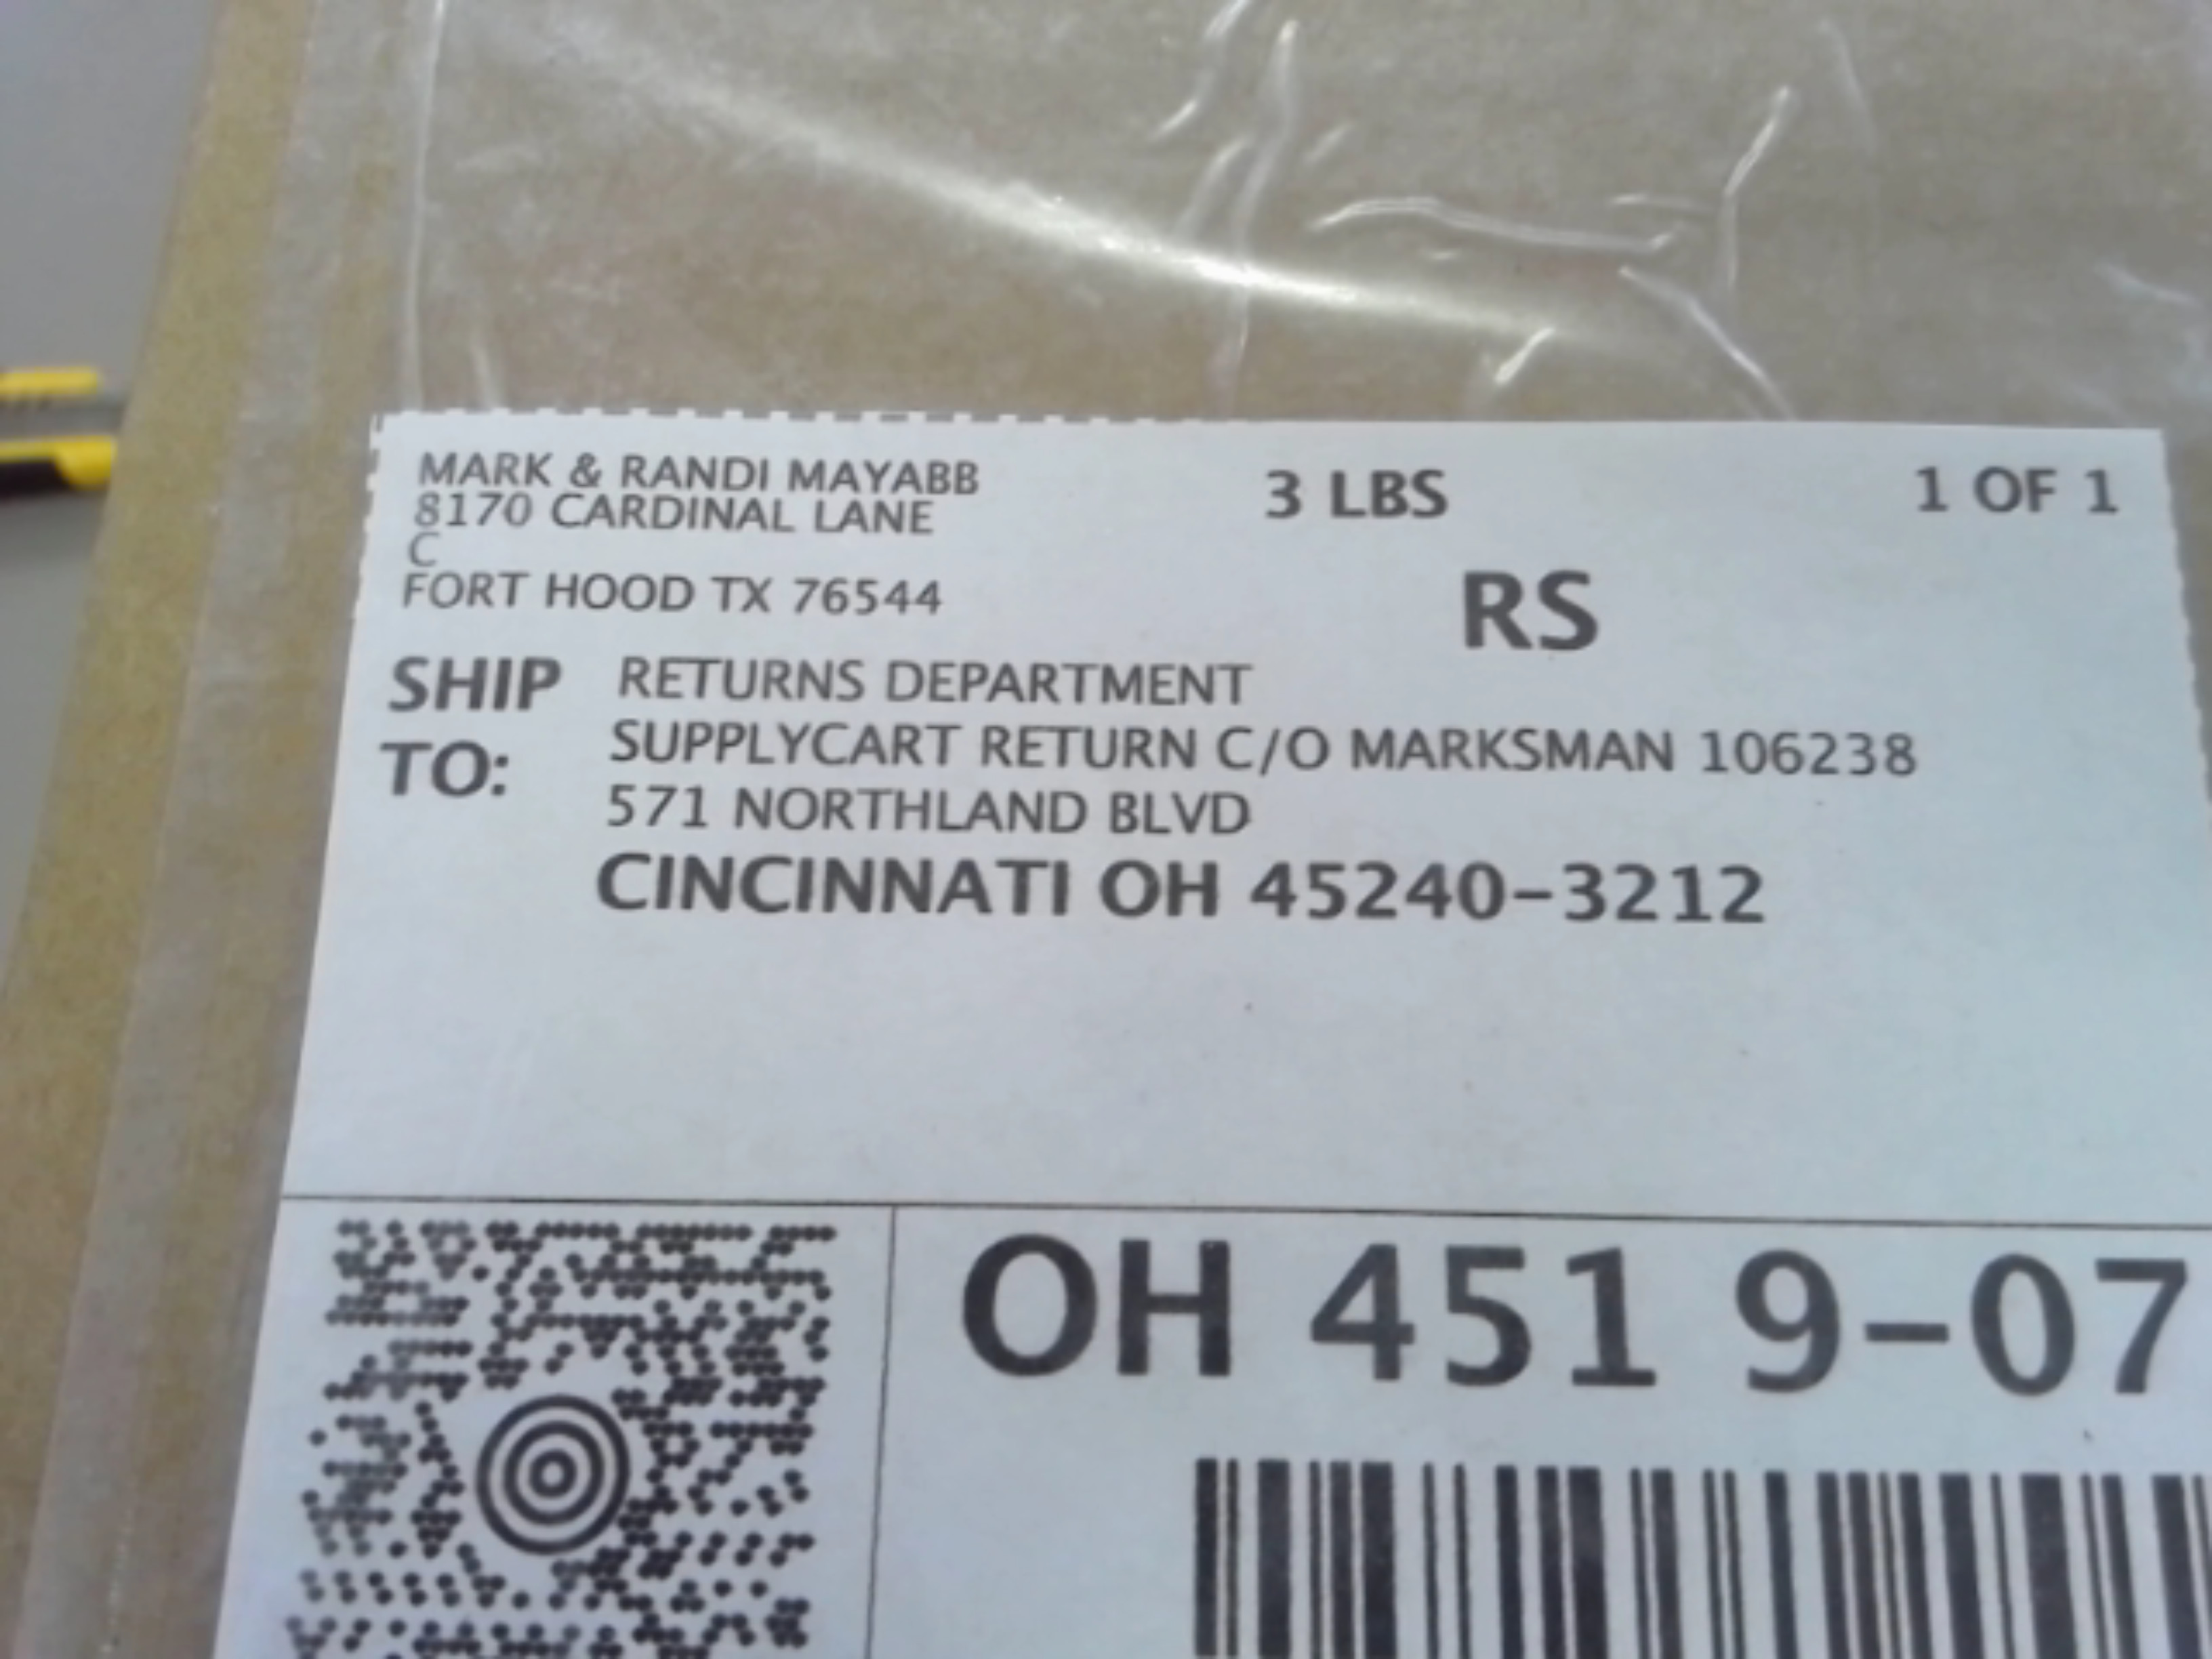 MARK & RANDI MAYABB
8170 CARDINAL LANE
C
FORT HOOD TX 76544
3 LBS
1 OF 1
RS
SHIP TO:
RETURNS DEPARTMENT
SUPPLYCART RETURN C/O MARKSMAN 106238
571 NORTHLAND BLVD
CINCINNATI OH 45240-3212
OH 451 9-07